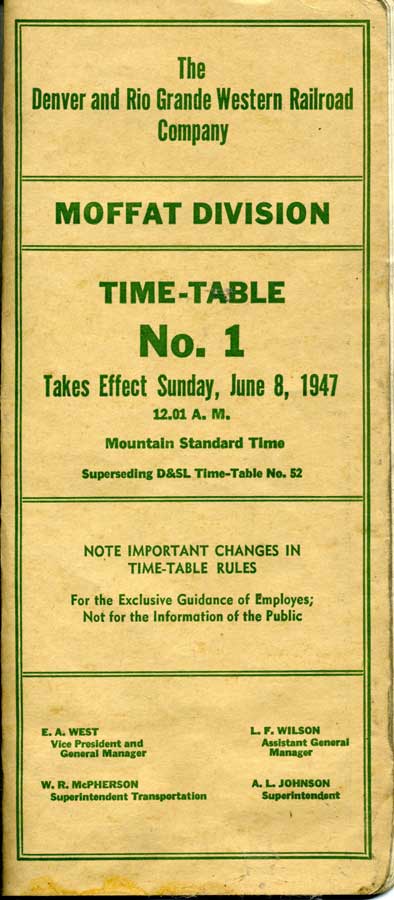 The
Denver and Rio Grande Western Railroad
Company
MOFFAT DIVISION
TIME-TABLE
No. 1
Takes Effect Sunday, June 8, 1947
12.01 A. M.
Mountain Standard Time
Superseding D&SL Time-Table No. 52
NOTE IMPORTANT CHANGES IN
TIME-TABLE RULES
For the Exclusive Guidance of Employes;
Not for the Information of the Public
E. A. WEST
Vice President and
General Manager
L. F. WILSON
Assistant General
Manager
W. R. McPHERSON
Superintendent Transportation
A. L. JOHNSON
Superintendent